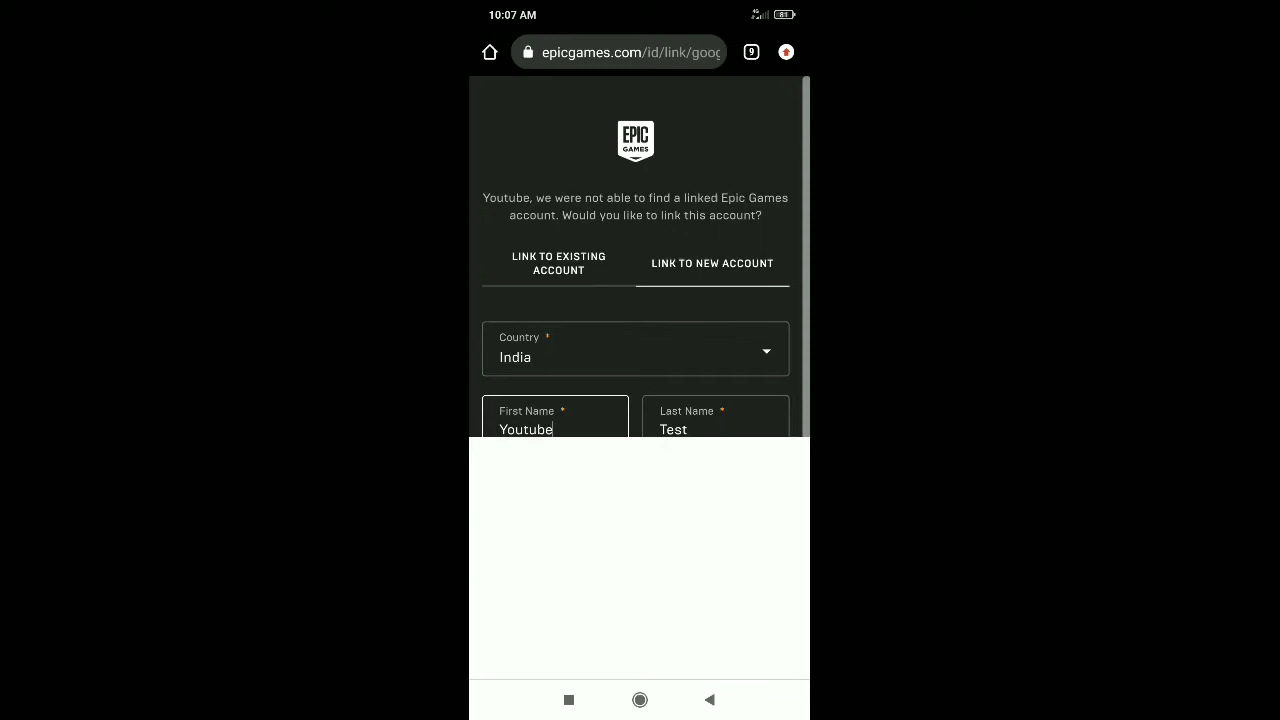 10:07 AM
4G
81
epicgames.com/id/link/goog
9
EPIC
GAMES
Youtube, we were not able to find a linked Epic Games
account. Would you like to link this account?
LINK TO EXISTING
ACCOUNT
LINK TO NEW ACCOUNT
Country *
India
First Name *
Youtube
Last Name *
Test